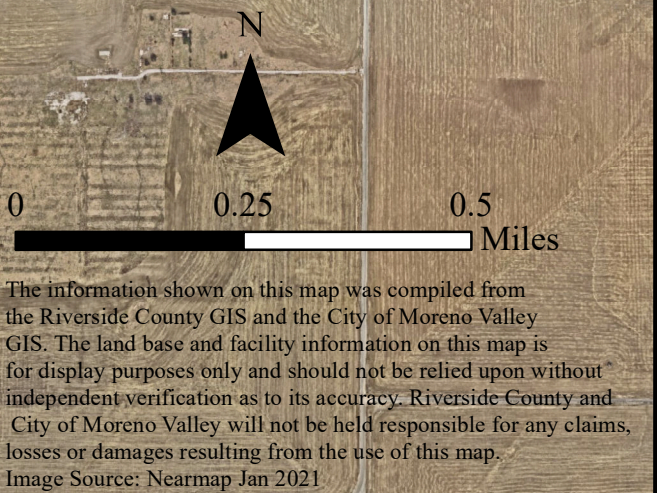 N
0 0.25 0.5
Miles
The information shown on this map was compiled from
the Riverside County GIS and the City of Moreno Valley
GIS. The land base and facility information on this map is
for display purposes only and should not be relied upon without
independent verification as to its accuracy. Riverside County and
City of Moreno Valley will not be held responsible for any claims,
losses or damages resulting from the use of this map.
Image Source: Nearmap Jan 2021